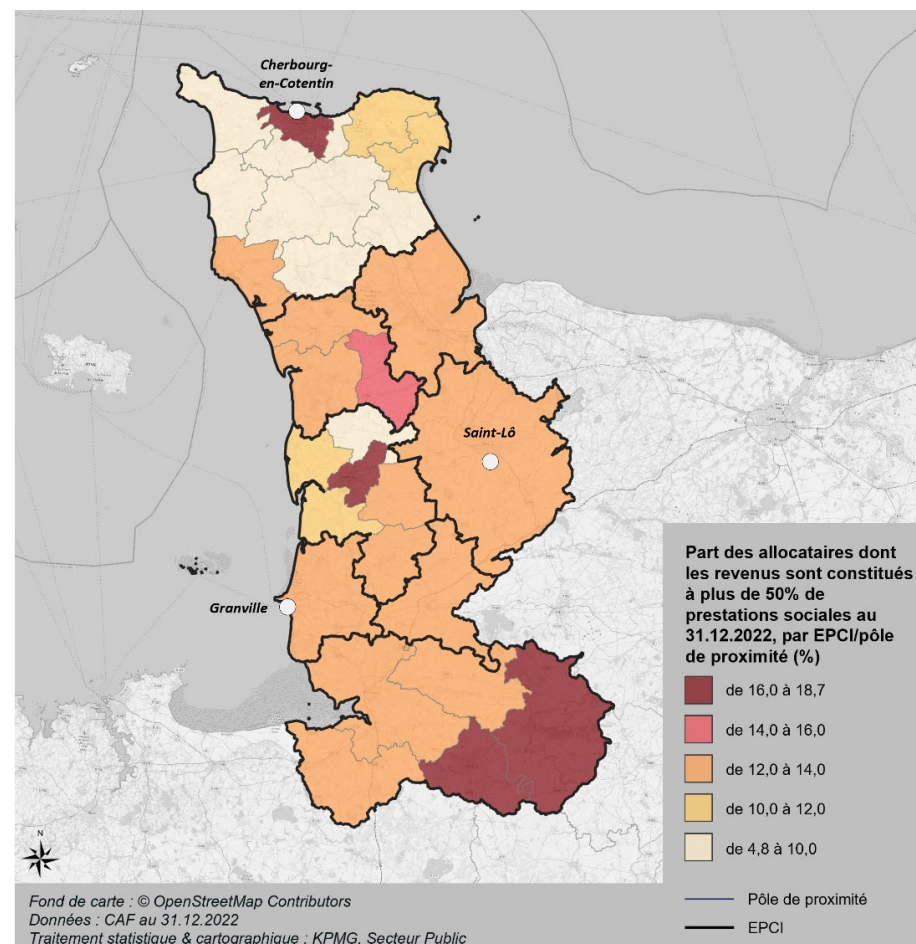 Cherbourg-
en-Cotentin
Saint-Lô
Granville
Part des allocataires dont
les revenus sont constitués
à plus de 50% de
prestations sociales au
31.12.2022, par EPCI/pôle
de proximité (%)
de 16,0 à 18,7
de 14,0 à 16,0
de 12,0 à 14,0
de 10,0 à 12,0
de 4,8 à 10,0
Pôle de proximité
EPCI
N
Fond de carte : © OpenStreetMap Contributors
Données : CAF au 31.12.2022
Traitement statistique & cartographique : KPMG, Secteur Public